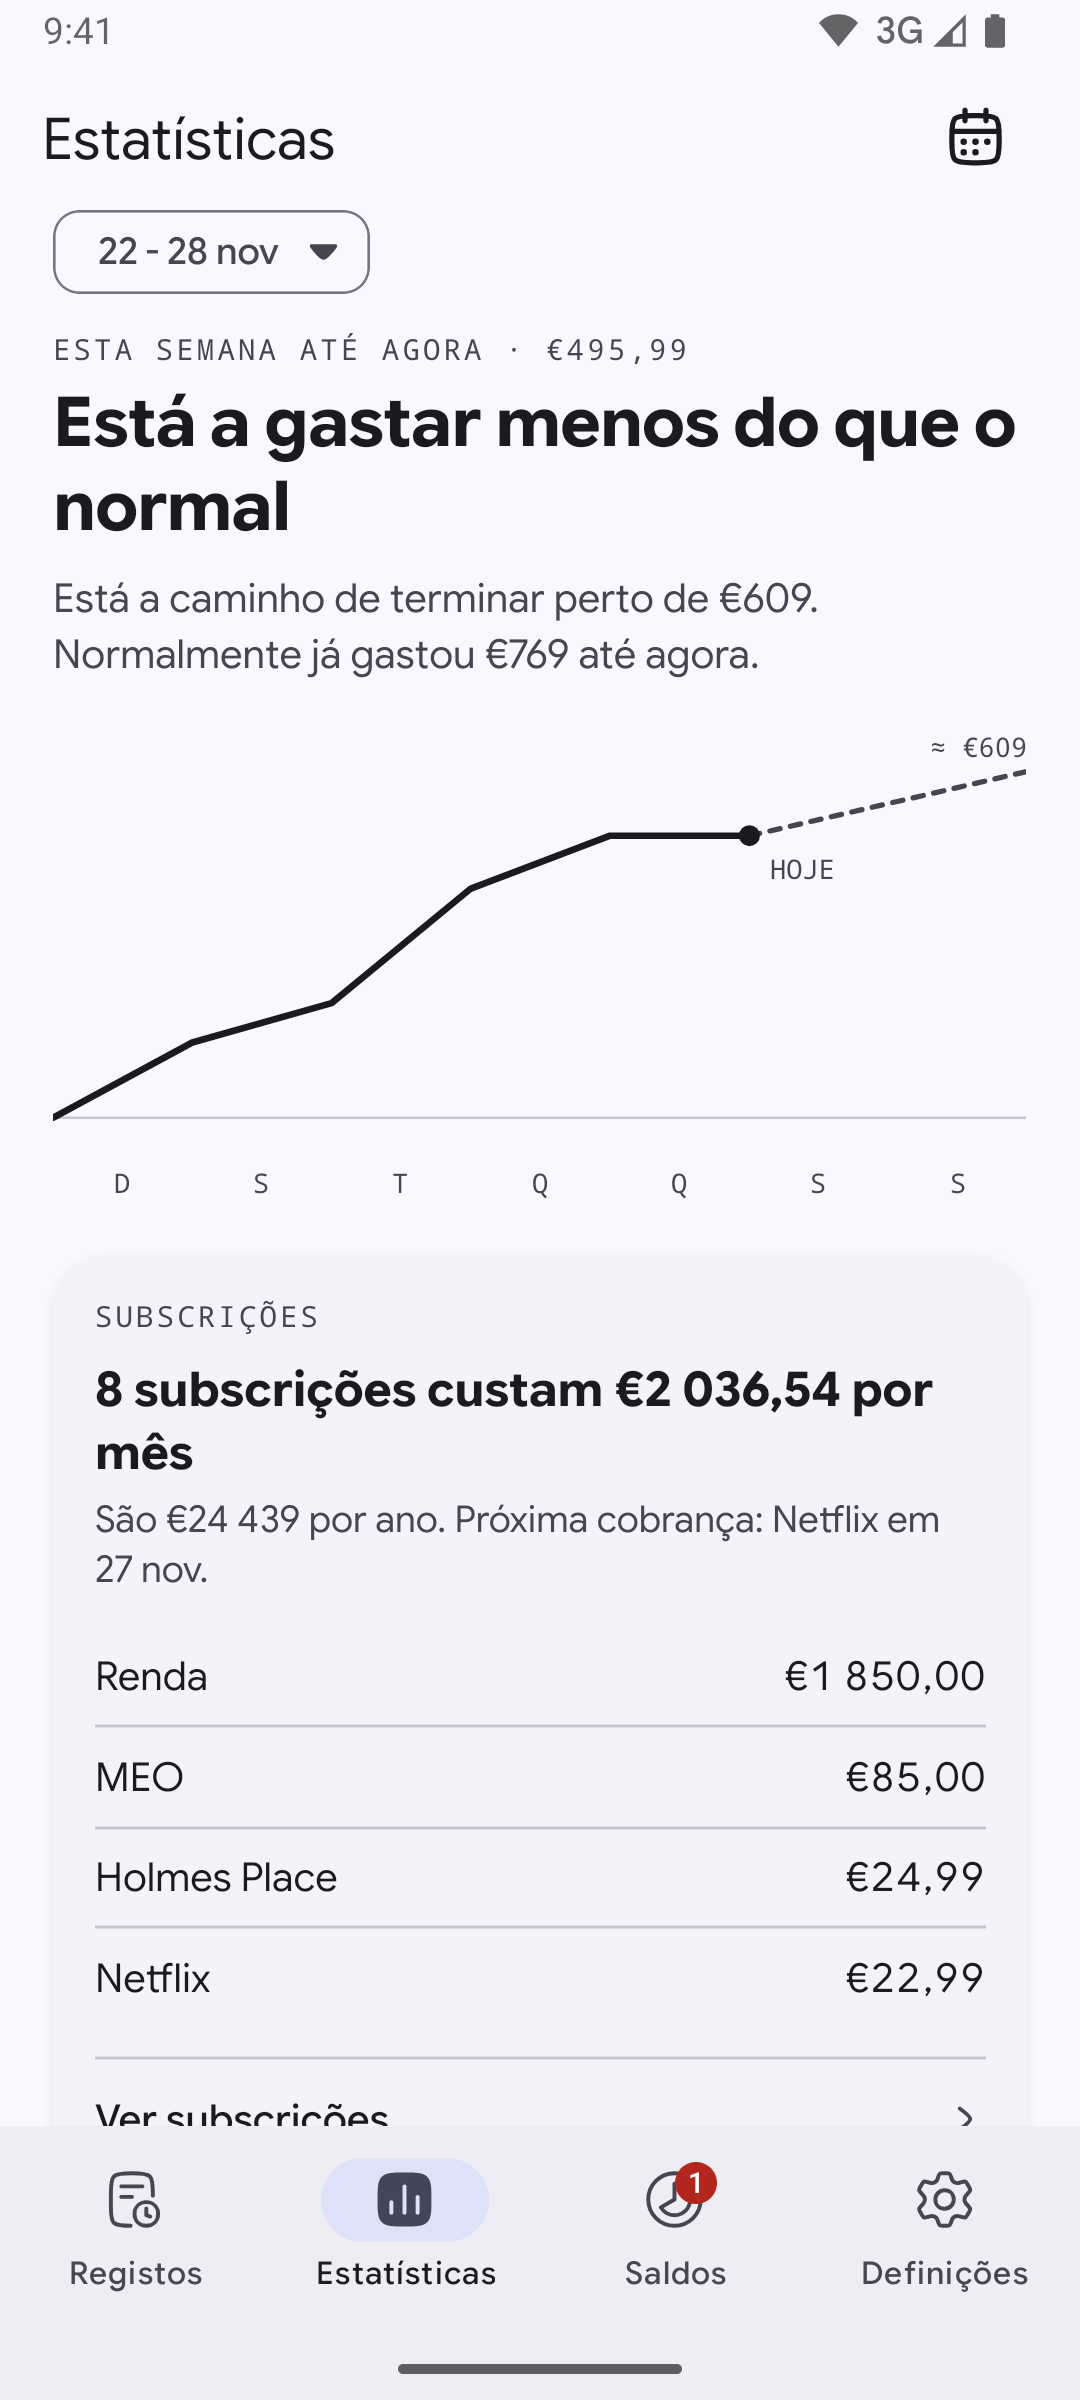 9:41
3G
Estatísticas
22 - 28 nov
ESTA SEMANA ATÉ AGORA · €495,99
Está a gastar menos do que o
normal
Está a caminho de terminar perto de €609.
Normalmente já gastou €769 até agora.
≈ €609
HOJE
D S T Q Q S S
SUBSCRIÇÕES
8 subscrições custam €2 036,54 por
mês
São €24 439 por ano. Próxima cobrança: Netflix em
27 nov.
Renda €1 850,00
MEO €85,00
Holmes Place €24,99
Netflix €22,99
Ver subscrições
1
Registos Estatísticas Saldos Definições